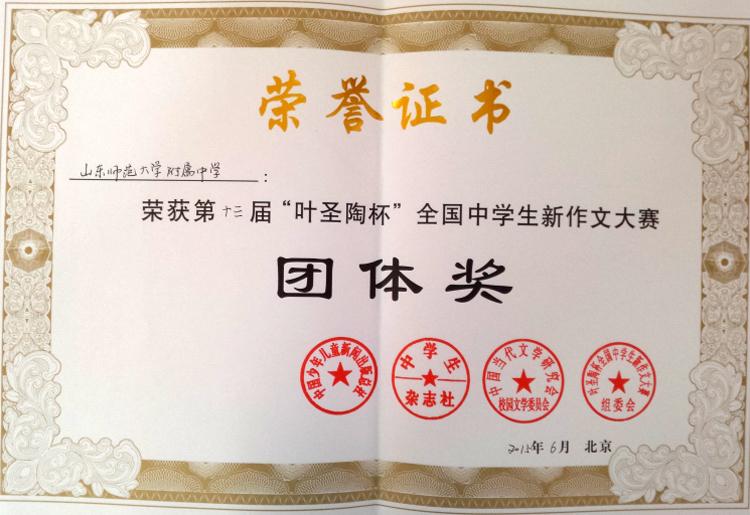 荣誉证书
山东师范大学附属中学：
荣获第十三届“叶圣陶杯”全国中学生新作文大赛
团体奖
中国少年儿童新闻出版总社
中学生
杂志社
中国当代文学研究会
校园文学委员会
叶圣陶杯全国中学生新作文大赛
组委会
2015年6月 北京